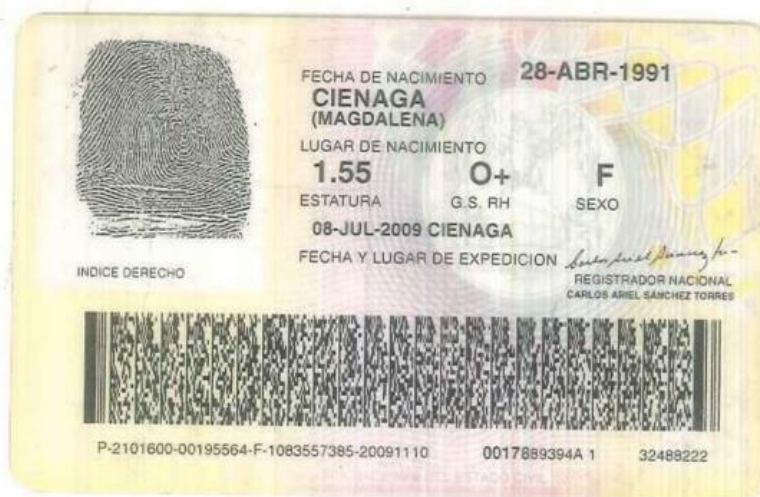 FECHA DE NACIMIENTO 28-ABR-1991
CIENAGA
(MAGDALENA)
LUGAR DE NACIMIENTO
1.55 O+ F
ESTATURA G.S. RH SEXO
08-JUL-2009 CIENAGA
FECHA Y LUGAR DE EXPEDICION
INDICE DERECHO
REGISTRADOR NACIONAL
CARLOS ARIEL SANCHEZ TORRES
P-2101600-00195564-F-1083557385-20091110 0017889394A 1 32488222